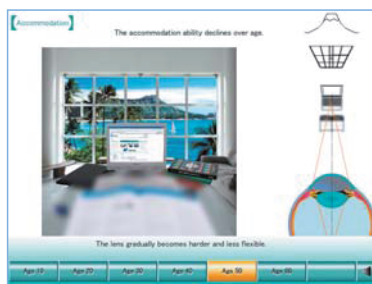 【Accommodation】
The accommodation ability declines over age.
The lens gradually becomes harder and less flexible.
Age 10
Age 20
Age 30
Age 40
Age 50
Age 60